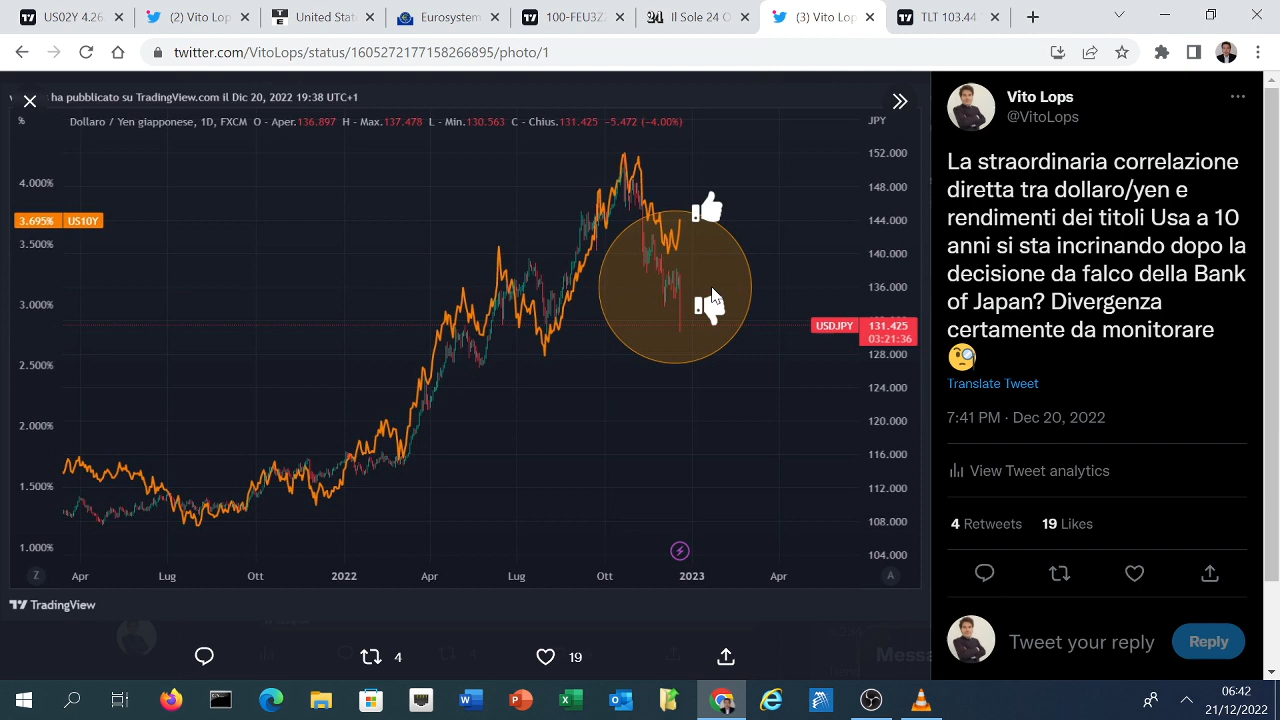 US02Y 4.26
(3) Vito Lop
United Stat
Eurosystem
100-FEU3Z2
Il Sole 24 O
(3) Vito Lop
TLT 103.44
twitter.com/VitoLops/status/1605272177158266895/photo/1
ha pubblicato su TradingView.com il Dic 20, 2022 19:38 UTC+1
% Dollaro / Yen giapponese, 1D, FXCM O - Aper.136.897 H - Max.137.478 L - Min.130.563 C - Chius.131.425 −5.472 (−4.00%) JPY
4.000%
3.695% US10Y
3.500%
3.000%
2.500%
2.000%
1.500%
1.000%
152.000
148.000
144.000
140.000
136.000
USDJPY 131.425
03:21:36
128.000
124.000
120.000
116.000
112.000
108.000
104.000
Z Apr Lug Ott 2022 Apr Lug Ott 2023 Apr A
TradingView
4 19
Vito Lops
@VitoLops
La straordinaria correlazione
diretta tra dollaro/yen e
rendimenti dei titoli Usa a 10
anni si sta incrinando dopo la
decisione da falco della Bank
of Japan? Divergenza
certamente da monitorare
Translate Tweet
7:41 PM · Dec 20, 2022
View Tweet analytics
4 Retweets 19 Likes
Tweet your reply
Reply
06:42
21/12/2022